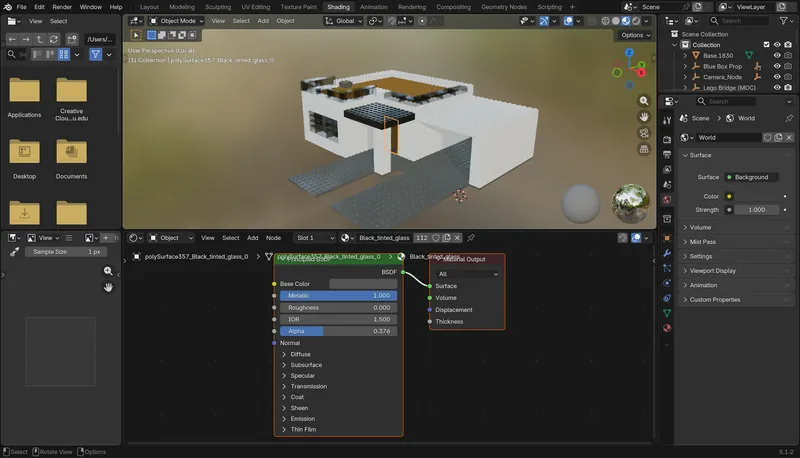 File Edit Render Window Help
Layout Modeling Sculpting UV Editing Texture Paint Shading Animation Rendering Compositing Geometry Nodes Scripting
Scene ViewLayer
/Users/...
Object Mode View Select Add Object Global
Options
Search
User Perspective (Local)
(1) Collection | polySurface357_Black_tinted_glass_0
X
Y
Z
Scene Collection
Collection
Base.1830
Blue Box Prop
Camera_Node
Lego Bridge (MOC)
Applications
Creative Clou...u.edu
Desktop
Documents
Search
Scene World
World
Surface
Surface Background
Color
Strength 1.000
Volume
Mist Pass
Settings
Viewport Display
Animation
Custom Properties
View
Sample Size 1 px
Object View Select Add Node Slot 1 Black_tinted_glass 112
polySurface357_Black_tinted_glass_0 polySurface357_Black_tinted_glass_0 Black_tinted_glass
Principled BSDF
BSDF
Base Color
Metallic 1.000
Roughness 0.000
IOR 1.500
Alpha 0.376
Normal
Diffuse
Subsurface
Specular
Transmission
Coat
Sheen
Emission
Thin Film
Material Output
All
Surface
Volume
Displacement
Thickness
Select Rotate View Options
5.1.2